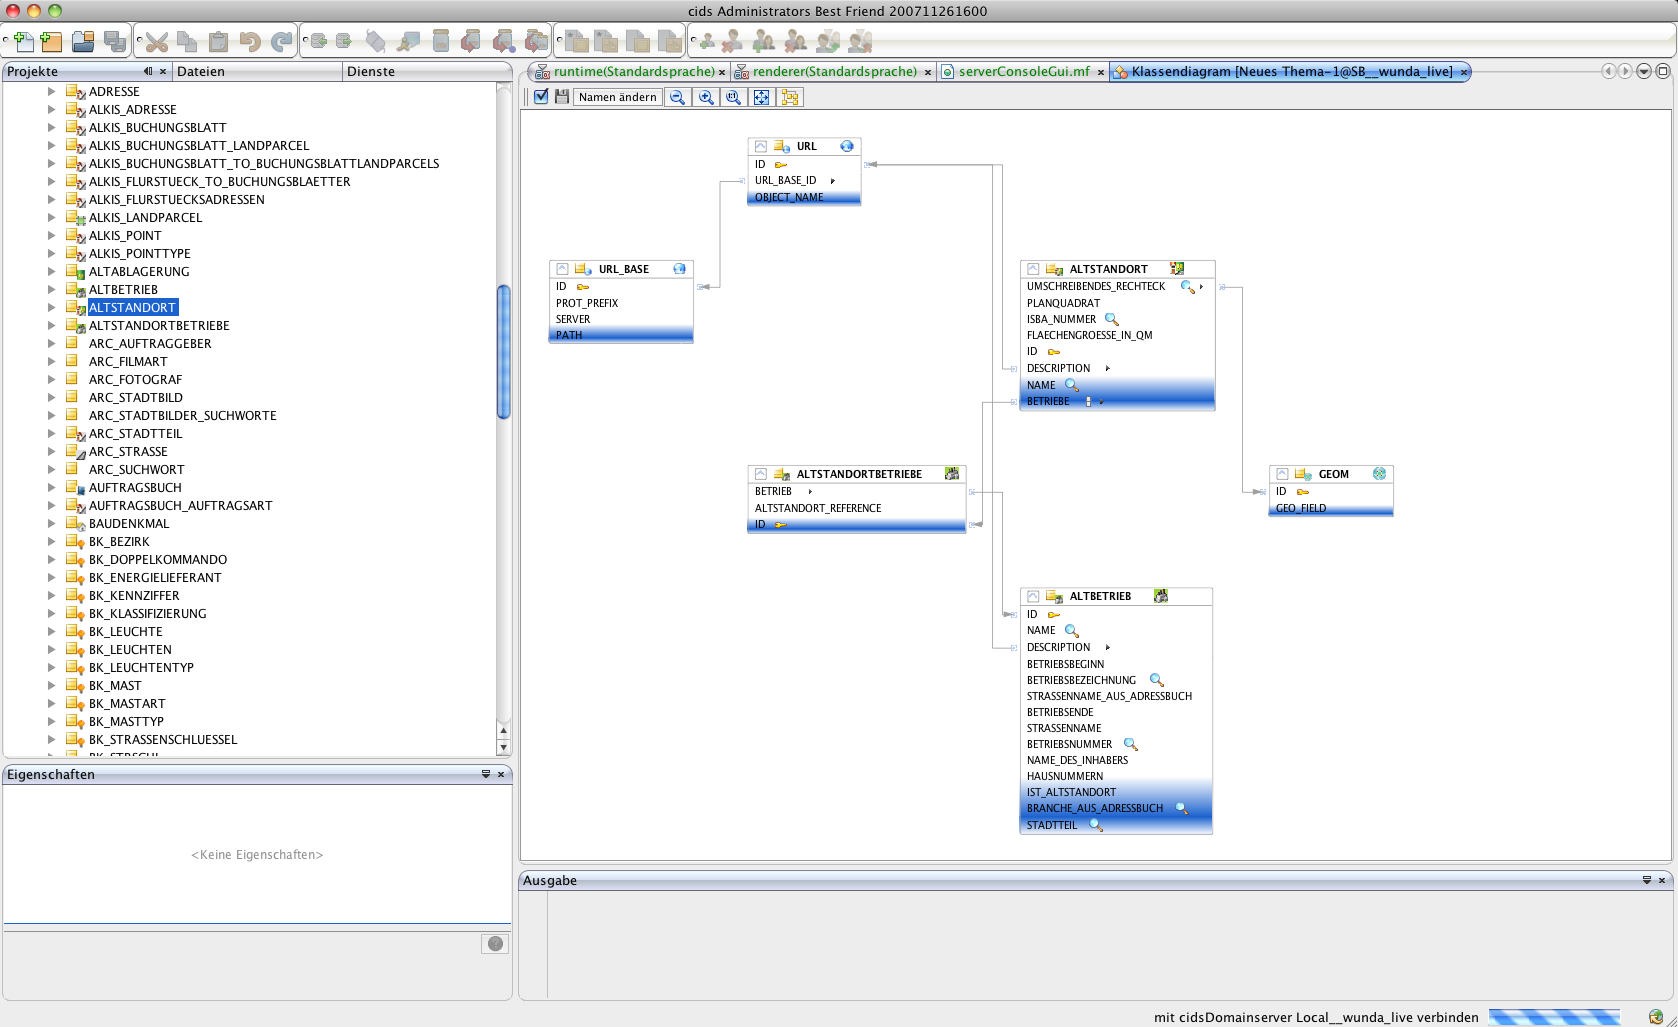 cids Administrators Best Friend 200711261600
Projekte
Dateien
Dienste
ADRESSE
ALKIS_ADRESSE
ALKIS_BUCHUNGSBLATT
ALKIS_BUCHUNGSBLATT_LANDPARCEL
ALKIS_BUCHUNGSBLATT_TO_BUCHUNGSBLATTLANDPARCELS
ALKIS_FLURSTUECK_TO_BUCHUNGSBLAETTER
ALKIS_FLURSTUECKSADRESSEN
ALKIS_LANDPARCEL
ALKIS_POINT
ALKIS_POINTTYPE
ALTABLAGERUNG
ALTBETRIEB
ALTSTANDORT
ALTSTANDORTBETRIEBE
ARC_AUFTRAGGEBER
ARC_FILMART
ARC_FOTOGRAF
ARC_STADTBILD
ARC_STADTBILDER_SUCHWORTE
ARC_STADTTEIL
ARC_STRASSE
ARC_SUCHWORT
AUFTRAGSBUCH
AUFTRAGSBUCH_AUFTRAGSART
BAUDENKMAL
BK_BEZIRK
BK_DOPPELKOMMANDO
BK_ENERGIELIEFERANT
BK_KENNZIFFER
BK_KLASSIFIZIERUNG
BK_LEUCHTE
BK_LEUCHTEN
BK_LEUCHTENTYP
BK_MAST
BK_MASTART
BK_MASTTYP
BK_STRASSENSCHLUESSEL
Eigenschaften
<Keine Eigenschaften>
runtime(Standardsprache)
renderer(Standardsprache)
serverConsoleGui.mf
Klassendiagram [Neues Thema-1@SB__wunda_live]
Namen ändern
URL
ID
URL_BASE_ID
OBJECT_NAME
URL_BASE
ID
PROT_PREFIX
SERVER
PATH
ALTSTANDORT
UMSCHREIBENDES_RECHTECK
PLANQUADRAT
ISBA_NUMMER
FLAECHENGROESSE_IN_QM
ID
DESCRIPTION
NAME
BETRIEBE
ALTSTANDORTBETRIEBE
BETRIEB
ALTSTANDORT_REFERENCE
ID
GEOM
ID
GEO_FIELD
ALTBETRIEB
ID
NAME
DESCRIPTION
BETRIEBSBEGINN
BETRIEBSBEZEICHNUNG
STRASSENNAME_AUS_ADRESSBUCH
BETRIEBSENDE
STRASSENNAME
BETRIEBSNUMMER
NAME_DES_INHABERS
HAUSNUMMERN
IST_ALTSTANDORT
BRANCHE_AUS_ADRESSBUCH
STADTTEIL
Ausgabe
mit cidsDomainserver Local__wunda_live verbinden